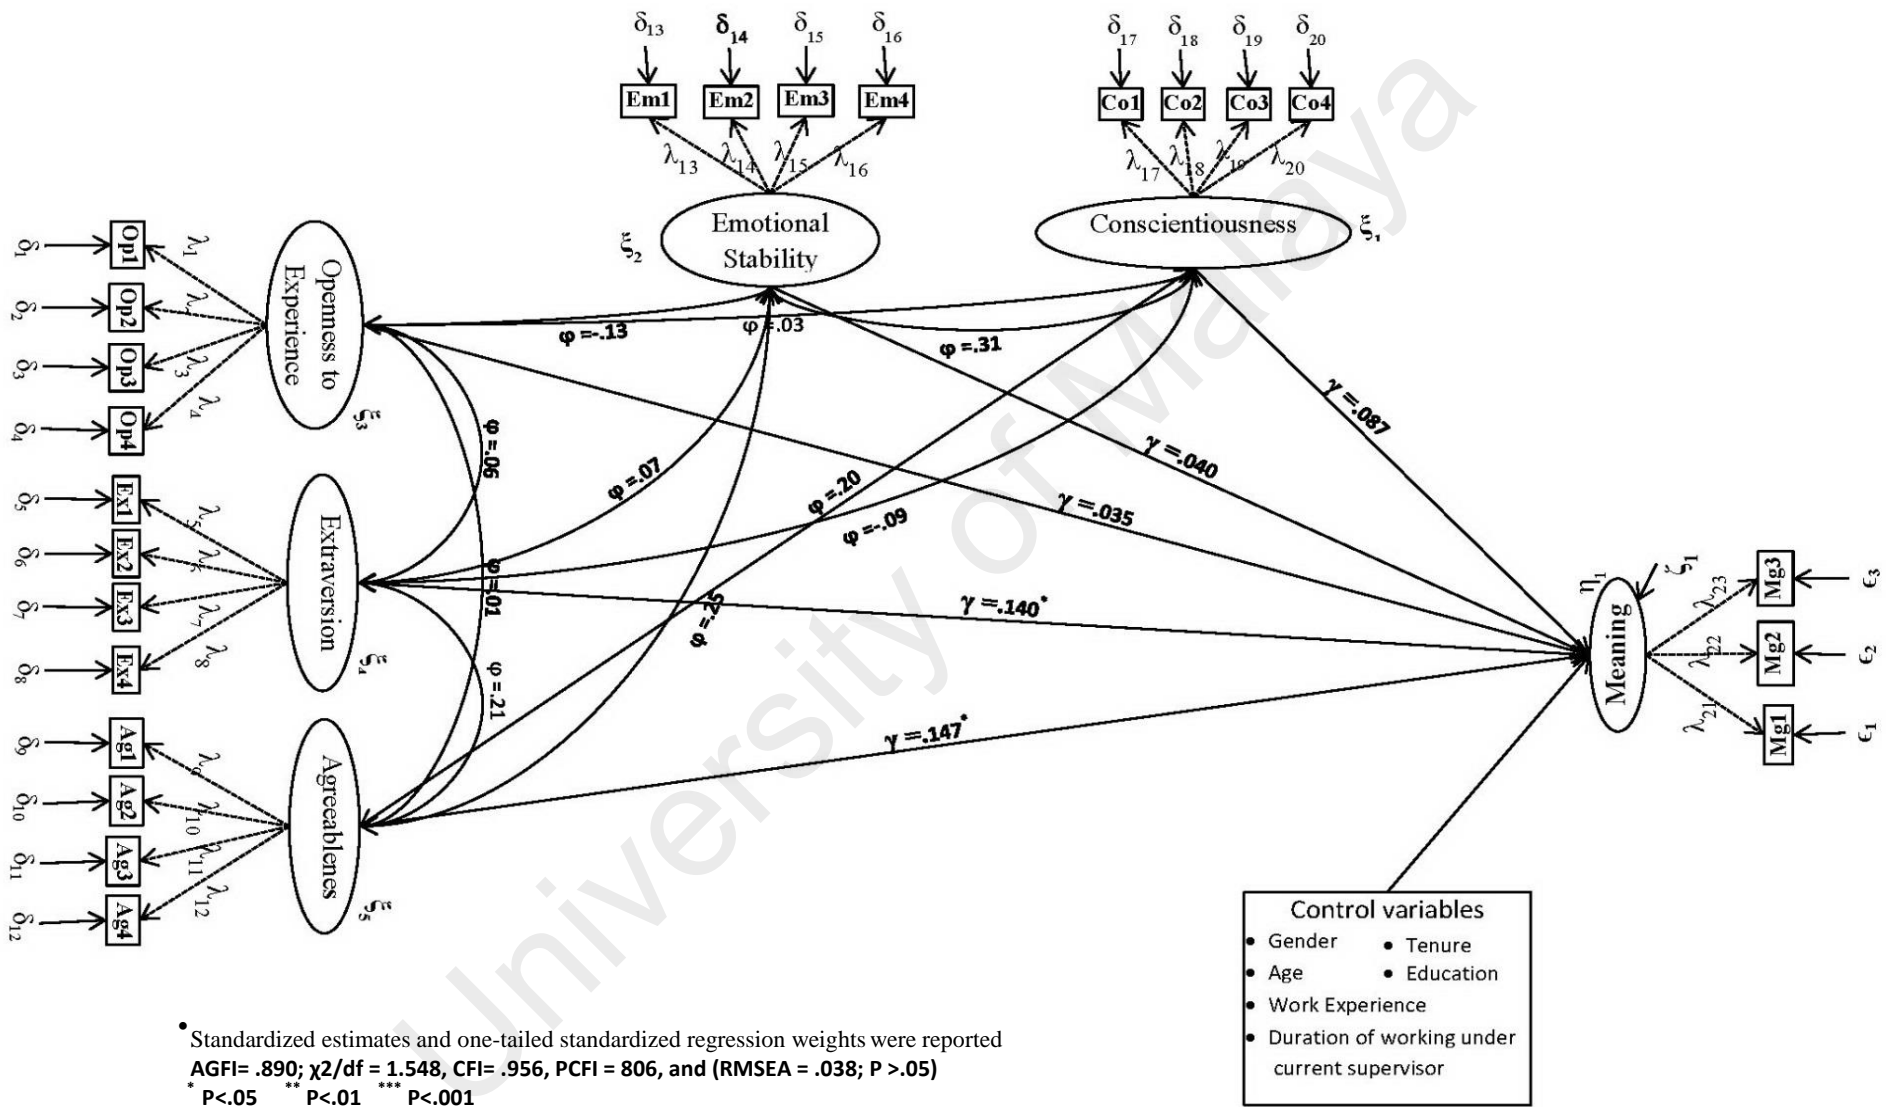 δ13 δ14 δ15 δ16
δ17 δ18 δ19 δ20
Em1 Em2 Em3 Em4
Co1 Co2 Co3 Co4
λ13 λ14 λ15 λ16
λ17 λ18 λ19 λ20
Emotional
Stability
ξ2
Conscientiousness
ξ1
δ1 Op1 λ1
δ2 Op2 λ
δ3 Op3 λ3
δ4 Op4 λ4
Openness to
Experience
ξ3
δ5 Ex1 λ5
δ6 Ex2 λ6
δ7 Ex3 λ7
δ8 Ex4 λ8
Extraversion
ξ4
δ9 Ag1 λ9
δ10 Ag2 λ10
δ11 Ag3 λ11
δ12 Ag4 λ12
Agreeablenes
ξ5
φ =-.13
φ =.03
φ =.31
φ =.06
φ =.07
φ =.20
φ =-.09
φ =.01
φ =.25
φ =.21
γ =.087
γ =.040
γ =.035
γ =.140*
γ =.147*
η1
ζ1
Meaning
λ23 Mg3 ϵ3
λ22 Mg2 ϵ2
λ21 Mg1 ϵ1
Control variables
• Gender • Tenure
• Age • Education
• Work Experience
• Duration of working under
current supervisor
• Standardized estimates and one-tailed standardized regression weights were reported
AGFI= .890; χ2/df = 1.548, CFI= .956, PCFI = 806, and (RMSEA = .038; P >.05)
* P<.05 ** P<.01 *** P<.001
University of Malaya